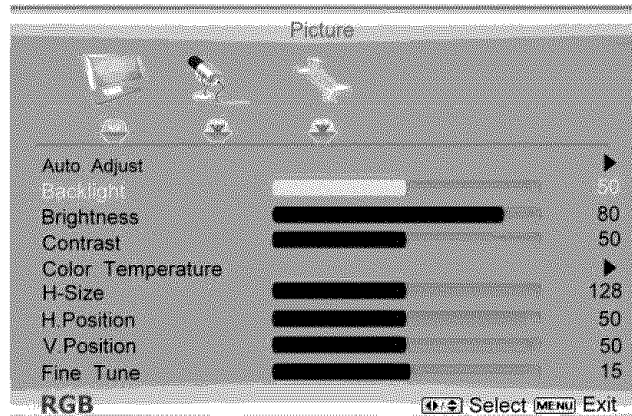 Picture
Auto Adjust
Backlight 50
Brightness 80
Contrast 50
Color Temperature
H-Size 128
H.Position 50
V.Position 50
Fine Tune 15
RGB Select MENU Exit